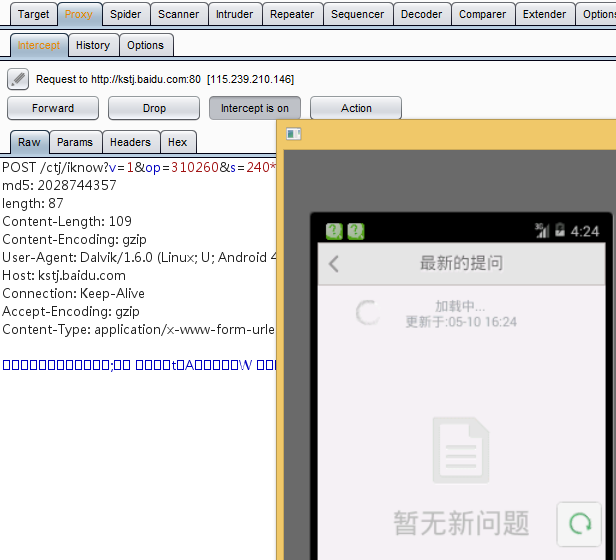 Target Proxy Spider Scanner Intruder Repeater Sequencer Decoder Comparer Extender Option
Intercept History Options
Request to http://kstj.baidu.com:80 [115.239.210.146]
Forward Drop Intercept is on Action
Raw Params Headers Hex
POST /ctj/iknow?v=1&op=310260&s=240*
md5: 2028744357
length: 87
Content-Length: 109
Content-Encoding: gzip
User-Agent: Dalvik/1.6.0 (Linux; U; Android 4
Host: kstj.baidu.com
Connection: Keep-Alive
Accept-Encoding: gzip
Content-Type: application/x-www-form-urle
3G 4:24
最新的提问
加载中...
更新于:05-10 16:24
暂无新问题